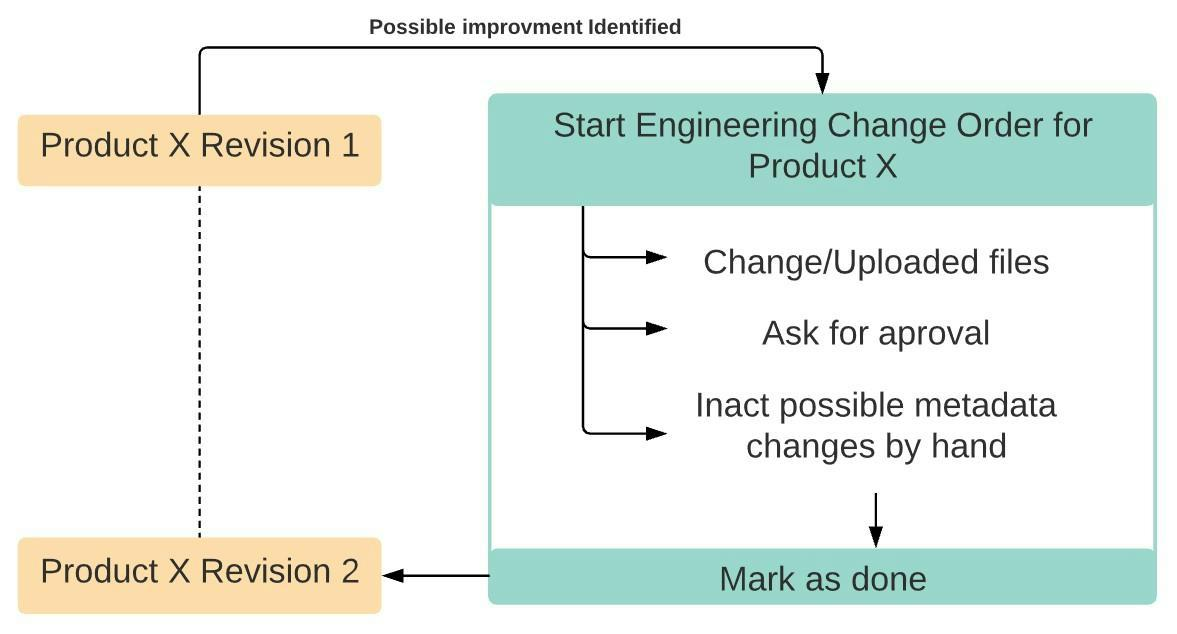 Possible improvment Identified
Product X Revision 1
Start Engineering Change Order for
Product X
Change/Uploaded files
Ask for aproval
Inact possible metadata
changes by hand
Product X Revision 2
Mark as done